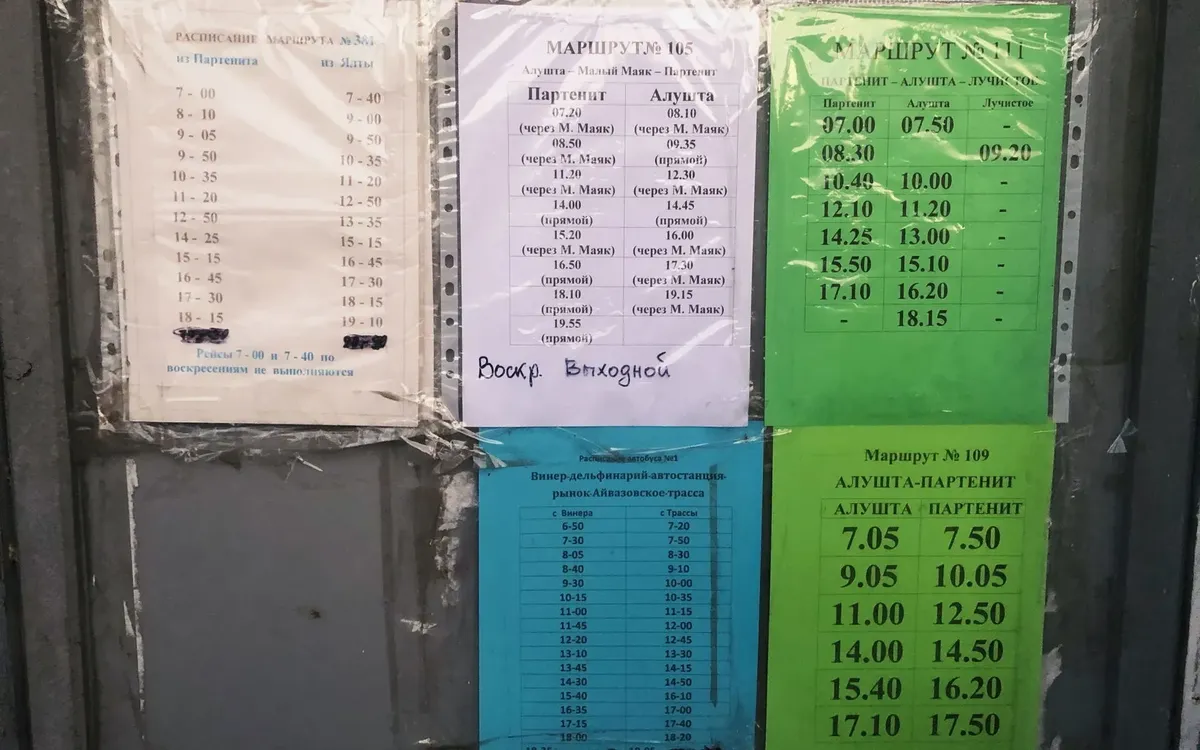 РАСПИСАНИЕ МАРШРУТА № 381
из Партенита из Ялты
7 - 00 7 - 40
8 - 10 9 - 00
9 - 05 9 - 50
9 - 50 10 - 35
10 - 35 11 - 20
11 - 20 12 - 50
12 - 50 13 - 35
14 - 25 15 - 15
15 - 15 16 - 45
16 - 45 17 - 30
17 - 30 18 - 15
18 - 15 19 - 10
Рейсы 7 - 00 и 7 - 40 по
воскресениям не выполняются
МАРШРУТ№ 105
Алушта – Малый Маяк – Партенит
Партенит Алушта
07.20 08.10
(через М. Маяк) (через М. Маяк)
08.50 09.35
(через М. Маяк) (прямой)
11.20 12.30
(через М. Маяк) (через М. Маяк)
14.00 14.45
(прямой) (прямой)
15.20 16.00
(через М. Маяк) (через М. Маяк)
16.50 17.30
(прямой) (через М. Маяк)
18.10 19.15
(прямой) (через М. Маяк)
19.55
(прямой)
Воскр. Выходной
МАРШРУТ № 111
ПАРТЕНИТ – АЛУШТА – ЛУЧИСТОЕ
Партенит Алушта Лучистое
07.00 07.50 -
08.30 09.20
10.40 10.00 -
12.10 11.20 -
14.25 13.00 -
15.50 15.10 -
17.10 16.20 -
- 18.15 -
Расписание автобуса №1
Винер-дельфинарий-автостанция-
рынок-Айвазовское-трасса
с Винера с Трассы
6-50 7-20
7-30 7-50
8-05 8-30
8-40 9-10
9-30 10-00
10-15 10-35
11-00 11-15
11-45 12-00
12-20 12-45
13-10 13-30
13-45 14-15
14-30 14-50
15-40 16-10
16-35 17-00
17-15 17-40
18-00 18-20
Маршрут № 109
АЛУШТА-ПАРТЕНИТ
АЛУШТА ПАРТЕНИТ
7.05 7.50
9.05 10.05
11.00 12.50
14.00 14.50
15.40 16.20
17.10 17.50